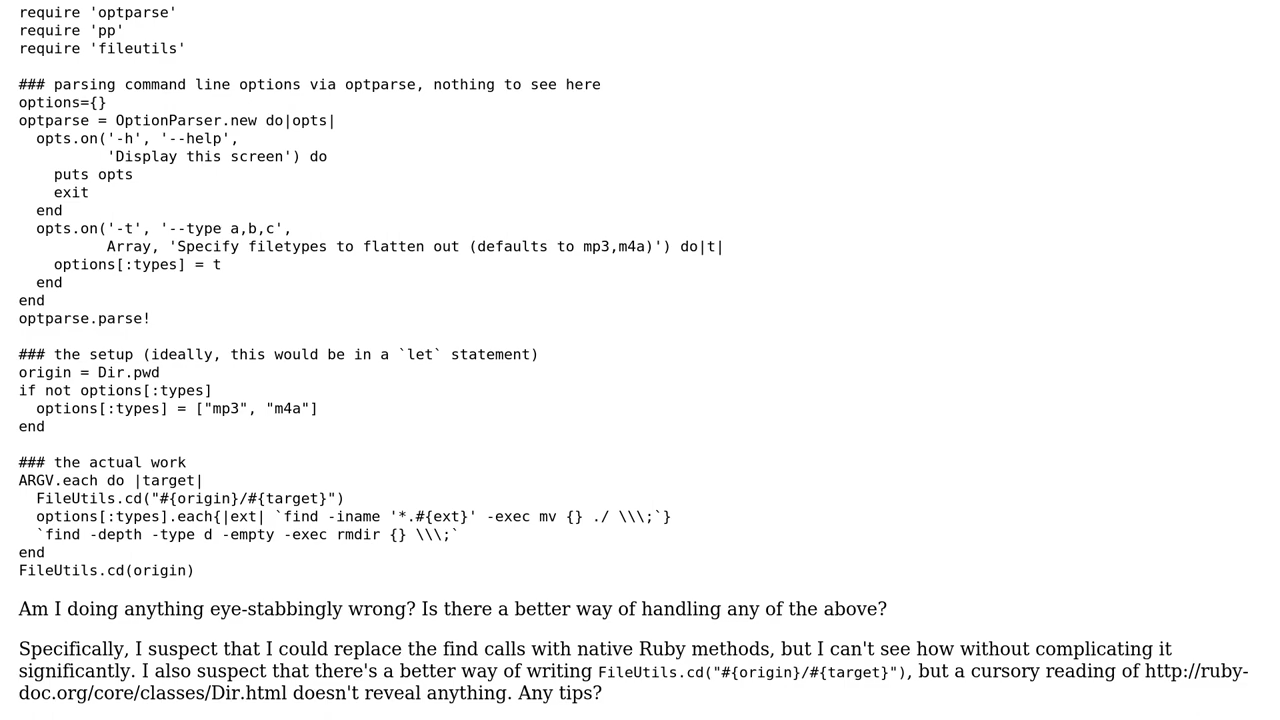 require 'optparse'
require 'pp'
require 'fileutils'

### parsing command line options via optparse, nothing to see here
options={}
optparse = OptionParser.new do|opts|
  opts.on('-h', '--help',
          'Display this screen') do
    puts opts
    exit
  end
  opts.on('-t', '--type a,b,c',
          Array, 'Specify filetypes to flatten out (defaults to mp3,m4a)') do|t|
    options[:types] = t
  end
end
optparse.parse!

### the setup (ideally, this would be in a `let` statement)
origin = Dir.pwd
if not options[:types]
  options[:types] = ["mp3", "m4a"]
end

### the actual work
ARGV.each do |target|
  FileUtils.cd("#{origin}/#{target}")
  options[:types].each{|ext| `find -iname '*.#{ext}' -exec mv {} ./ \\\;`}
  `find -depth -type d -empty -exec rmdir {} \\\;`
end
FileUtils.cd(origin)

Am I doing anything eye-stabbingly wrong? Is there a better way of handling any of the above?

Specifically, I suspect that I could replace the find calls with native Ruby methods, but I can't see how without complicating it
significantly. I also suspect that there's a better way of writing FileUtils.cd("#{origin}/#{target}"), but a cursory reading of http://ruby-
doc.org/core/classes/Dir.html doesn't reveal anything. Any tips?